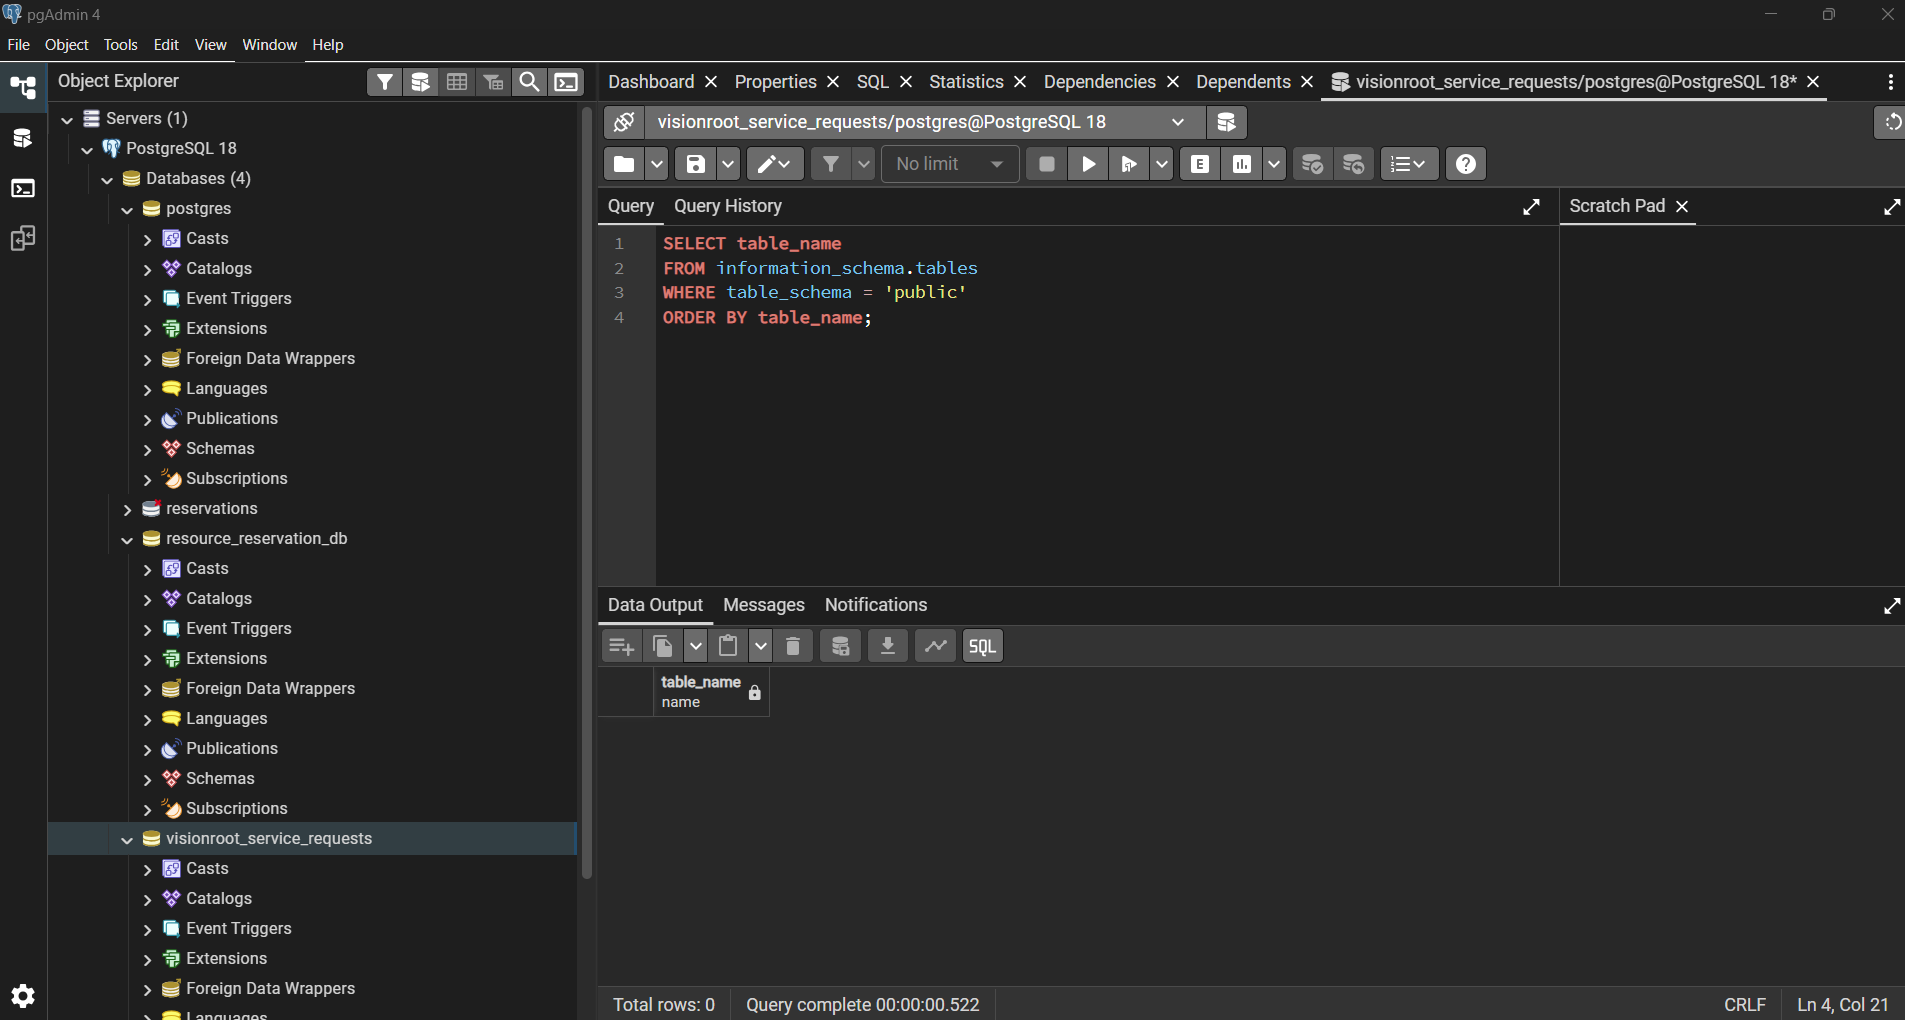 pgAdmin 4
File Object Tools Edit View Window Help
Object Explorer
Servers (1)
PostgreSQL 18
Databases (4)
postgres
Casts
Catalogs
Event Triggers
Extensions
Foreign Data Wrappers
Languages
Publications
Schemas
Subscriptions
reservations
resource_reservation_db
Casts
Catalogs
Event Triggers
Extensions
Foreign Data Wrappers
Languages
Publications
Schemas
Subscriptions
visionroot_service_requests
Casts
Catalogs
Event Triggers
Extensions
Foreign Data Wrappers
Languages
Dashboard Properties SQL Statistics Dependencies Dependents visionroot_service_requests/postgres@PostgreSQL 18*
visionroot_service_requests/postgres@PostgreSQL 18
No limit E
Query Query History
1 SELECT table_name
2 FROM information_schema.tables
3 WHERE table_schema = 'public'
4 ORDER BY table_name;
Scratch Pad
Data Output Messages Notifications
SQL
table_name
name
Total rows: 0 Query complete 00:00:00.522 CRLF Ln 4, Col 21